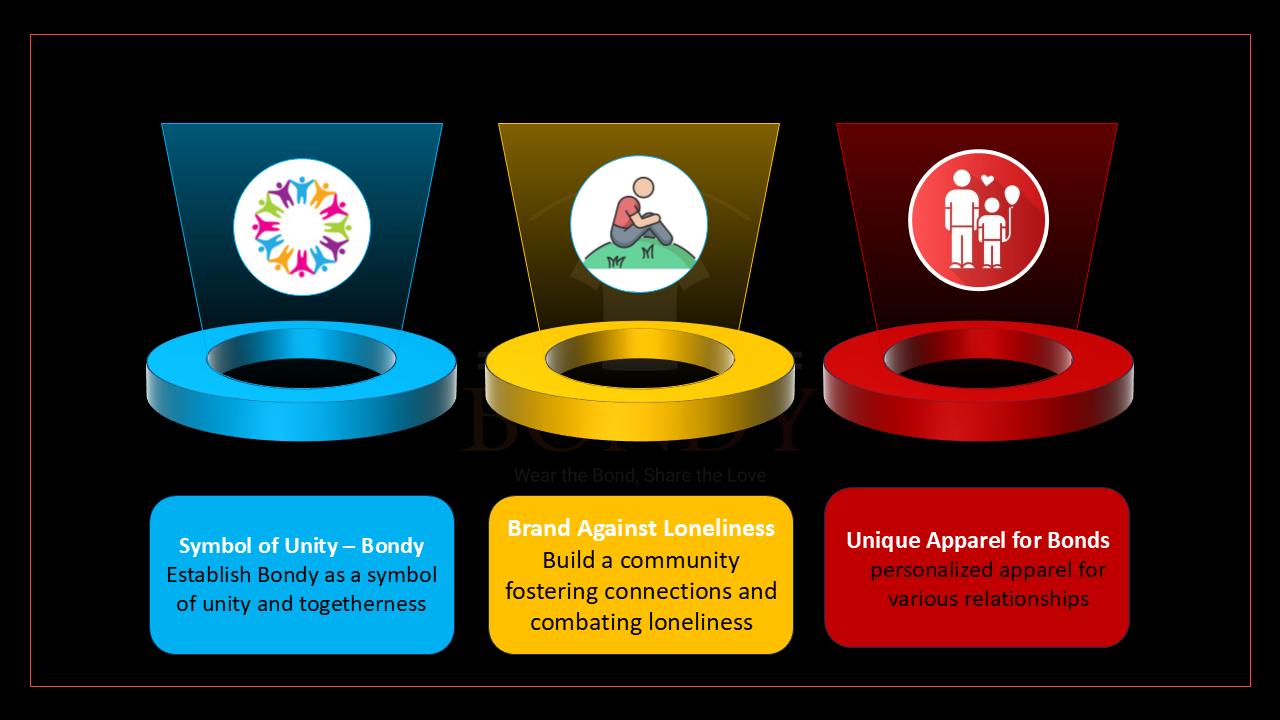 BONDY
Wear the Bond, Share the Love
Symbol of Unity – Bondy
Establish Bondy as a symbol
of unity and togetherness
Brand Against Loneliness
Build a community
fostering connections and
combating loneliness
Unique Apparel for Bonds
personalized apparel for
various relationships